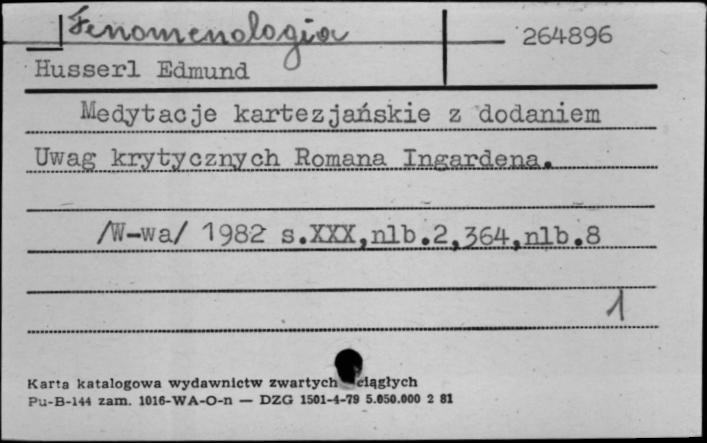 Fenomenologia
264896
Husserl Edmund
Medytacje kartezjańskie z dodaniem
Uwag krytycznych Romana Ingardena.
/W-wa/ 1982 s.XXX,nlb.2,364,nlb.8
1
Karta katalogowa wydawnictw zwartych ciągłych
Pu-B-144 zam. 1016-WA-O-n — DZG 1501-4-79 5.050.000 2 81